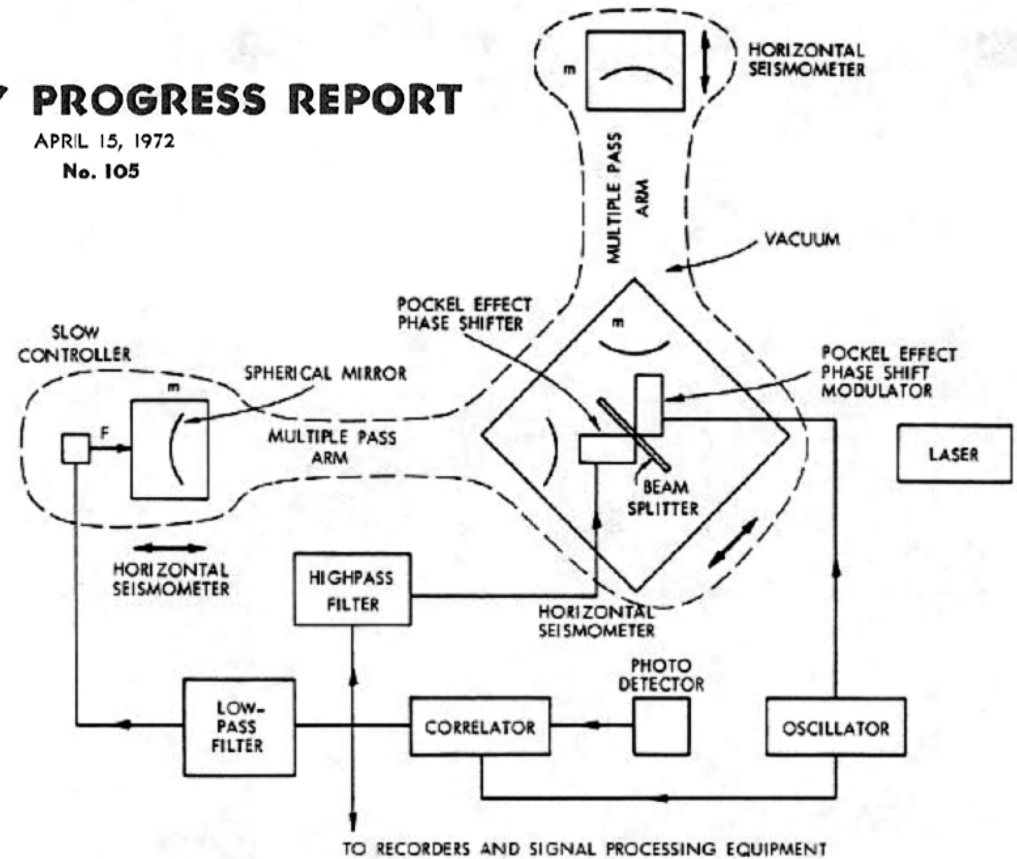 PROGRESS REPORT
APRIL 15, 1972
No. 105
m
HORIZONTAL
SEISMOMETER
MULTIPLE PASS
ARM
VACUUM
POCKEL EFFECT
PHASE SHIFTER
m
SLOW
CONTROLLER
SPHERICAL MIRROR
m
F
MULTIPLE PASS
ARM
POCKEL EFFECT
PHASE SHIFT
MODULATOR
LASER
BEAM
SPLITTER
HORIZONTAL
SEISMOMETER
HIGHPASS
FILTER
HORIZONTAL
SEISMOMETER
PHOTO
DETECTOR
LOW-
PASS
FILTER
CORRELATOR
OSCILLATOR
TO RECORDERS AND SIGNAL PROCESSING EQUIPMENT